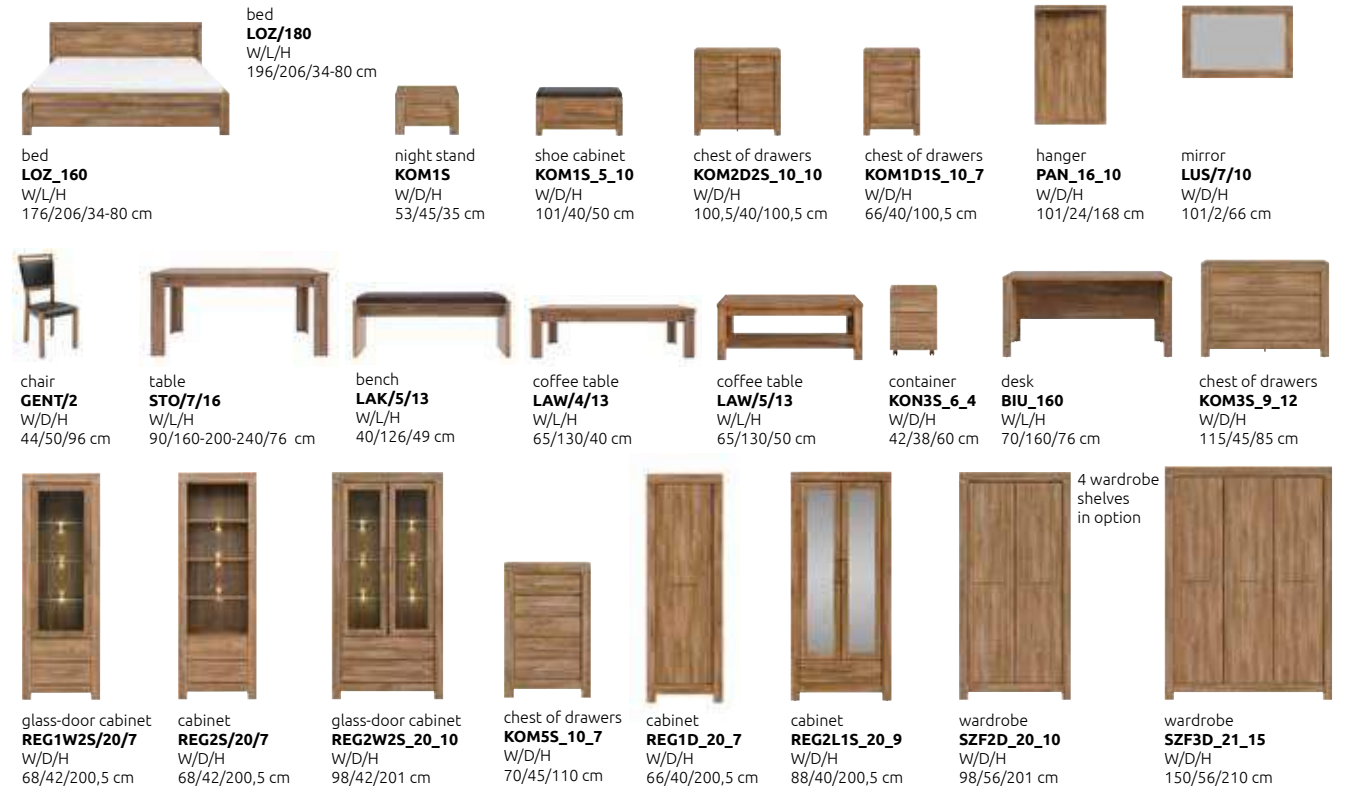 bed
LOZ/180
W/L/H
196/206/34-80 cm
bed
LOZ_160
W/L/H
176/206/34-80 cm
night stand
KOM1S
W/D/H
53/45/35 cm
shoe cabinet
KOM1S_5_10
W/D/H
101/40/50 cm
chest of drawers
KOM2D2S_10_10
W/D/H
100,5/40/100,5 cm
chest of drawers
KOM1D1S_10_7
W/D/H
66/40/100,5 cm
hanger
PAN_16_10
W/D/H
101/24/168 cm
mirror
LUS/7/10
W/D/H
101/2/66 cm
chair
GENT/2
W/D/H
44/50/96 cm
table
STO/7/16
W/L/H
90/160-200-240/76 cm
bench
LAK/5/13
W/L/H
40/126/49 cm
coffee table
LAW/4/13
W/L/H
65/130/40 cm
coffee table
LAW/5/13
W/L/H
65/130/50 cm
container
KON3S_6_4
W/D/H
42/38/60 cm
desk
BIU_160
W/L/H
70/160/76 cm
chest of drawers
KOM3S_9_12
W/D/H
115/45/85 cm
glass-door cabinet
REG1W2S/20/7
W/D/H
68/42/200,5 cm
cabinet
REG2S/20/7
W/D/H
68/42/200,5 cm
glass-door cabinet
REG2W2S_20_10
W/D/H
98/42/201 cm
chest of drawers
KOM5S_10_7
W/D/H
70/45/110 cm
cabinet
REG1D_20_7
W/D/H
66/40/200,5 cm
cabinet
REG2L1S_20_9
W/D/H
88/40/200,5 cm
wardrobe
SZF2D_20_10
W/D/H
98/56/201 cm
4 wardrobe
shelves
in option
wardrobe
SZF3D_21_15
W/D/H
150/56/210 cm